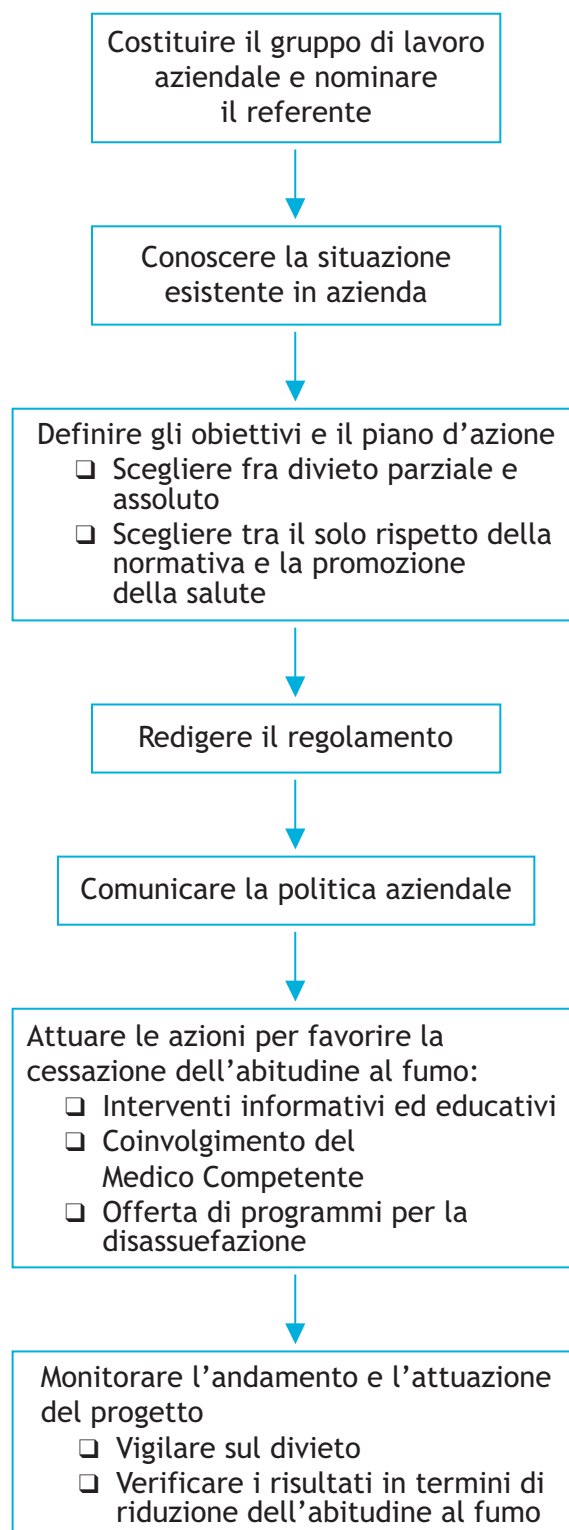 Costituire il gruppo di lavoro
aziendale e nominare
il referente
Conoscere la situazione
esistente in azienda
Definire gli obiettivi e il piano d’azione
❑ Scegliere fra divieto parziale e
assoluto
❑ Scegliere tra il solo rispetto della
normativa e la promozione
della salute
Redigere il regolamento
Comunicare la politica aziendale
Attuare le azioni per favorire la
cessazione dell’abitudine al fumo:
❑ Interventi informativi ed educativi
❑ Coinvolgimento del
Medico Competente
❑ Offerta di programmi per la
disassuefazione
Monitorare l’andamento e l’attuazione
del progetto
❑ Vigilare sul divieto
❑ Verificare i risultati in termini di
riduzione dell’abitudine al fumo